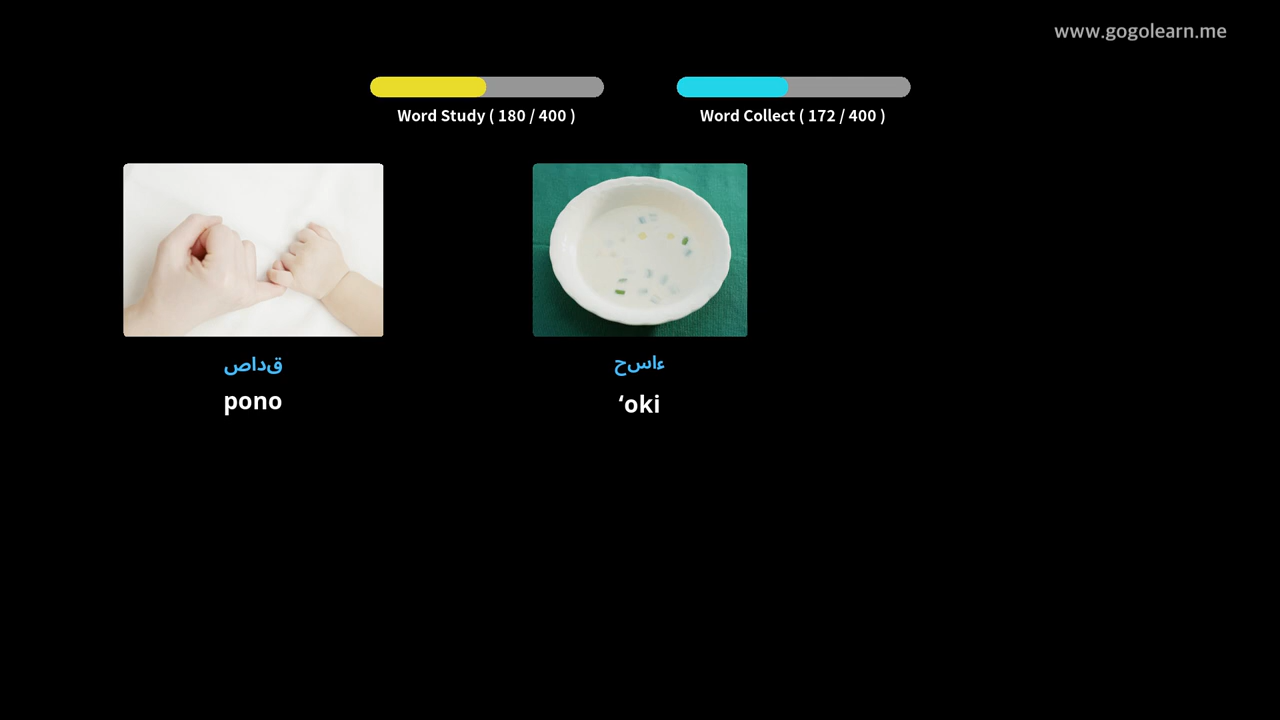 www.gogolearn.me
Word Study ( 180 / 400 )
Word Collect ( 172 / 400 )
قداص
pono
ءاسح
ʻoki